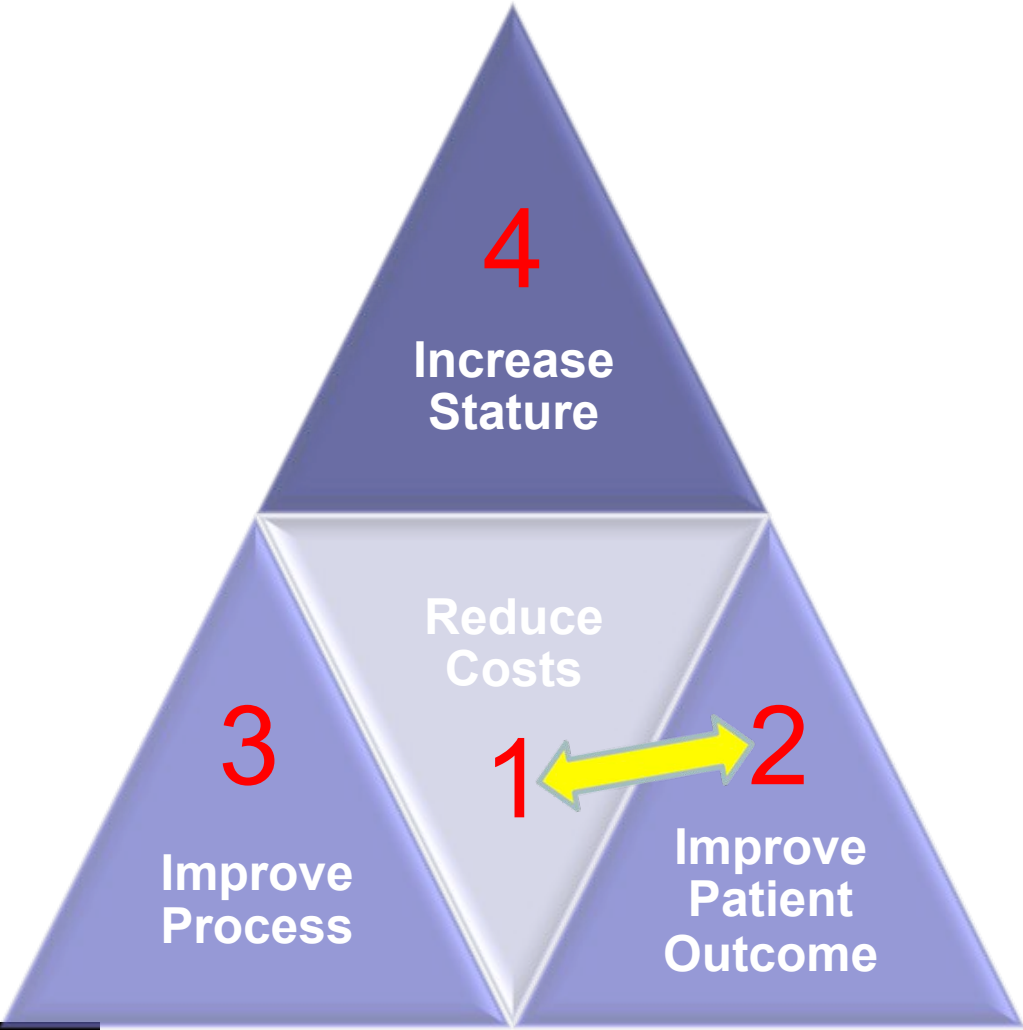 4
Increase
Stature
Reduce
Costs
1
3
Improve
Process
2
Improve
Patient
Outcome